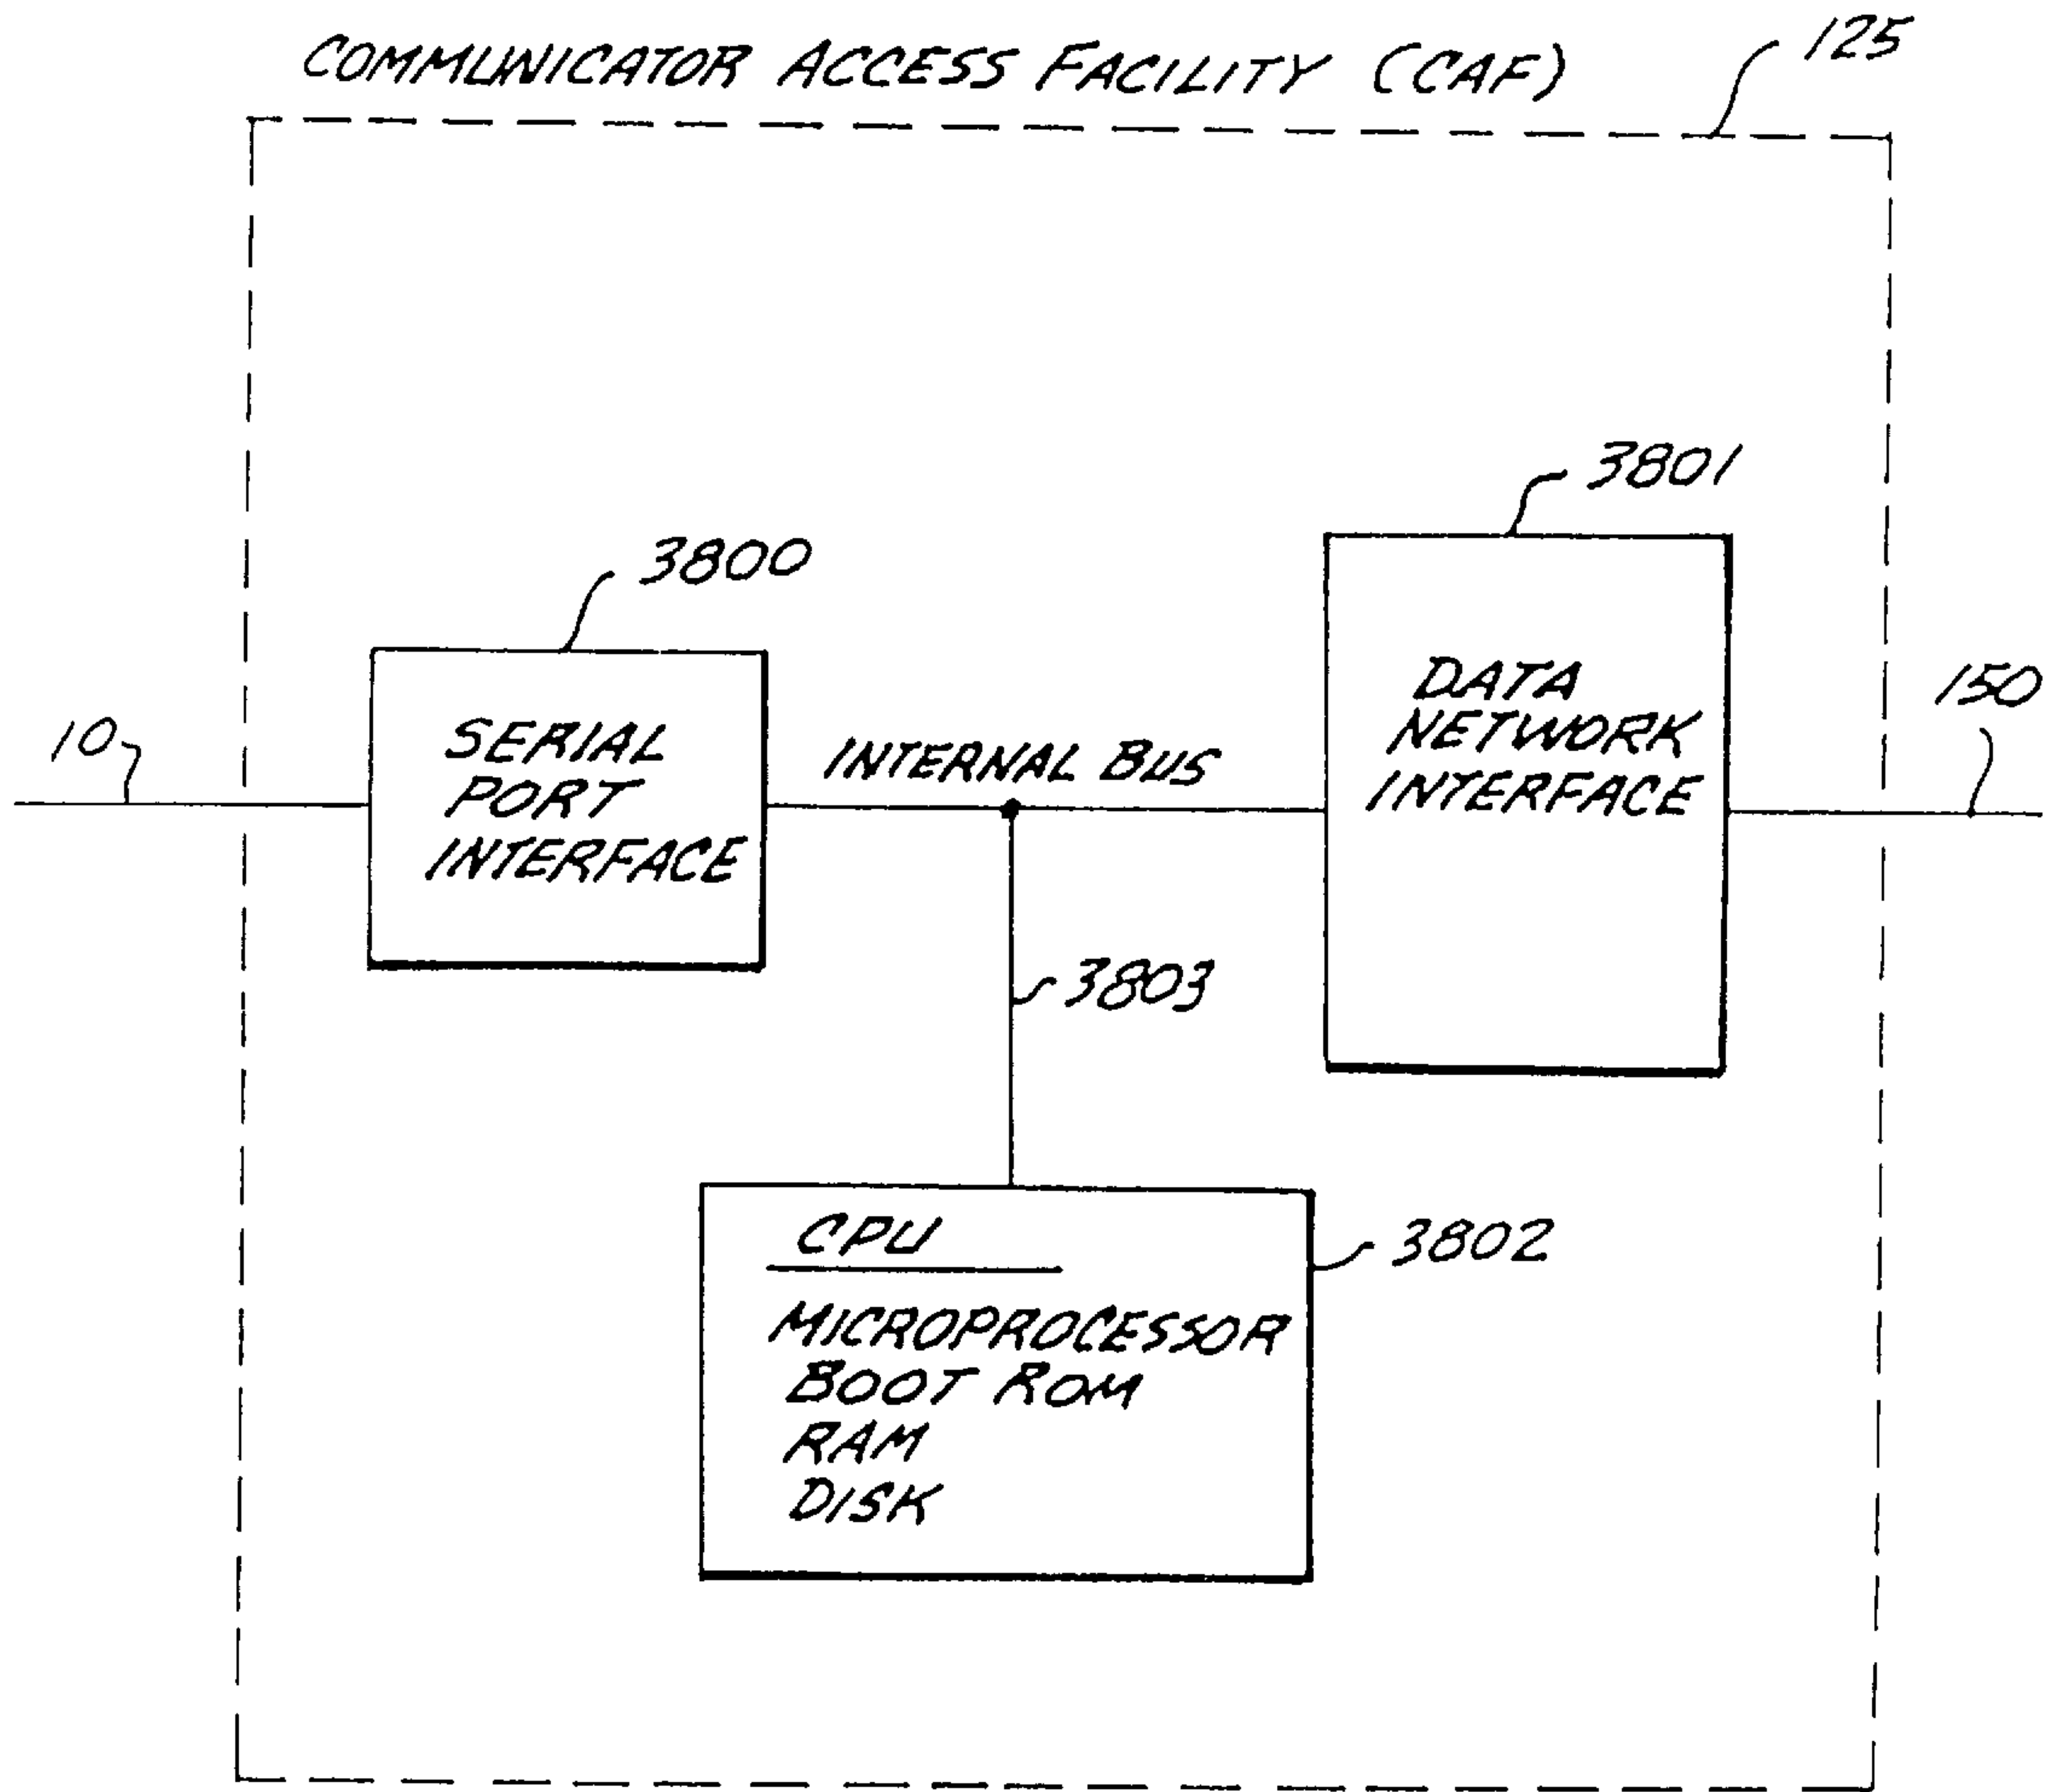 COMMUNICATOR ACCESS FACILITY (CAF)
125
3801
3800
DATA
NETWORK
INTERFACE
150
10
SERIAL
PORT
INTERFACE
INTERNAL BUS
3803
CPU
3802
MICROPROCESSOR
BOOT ROM
RAM
DISK